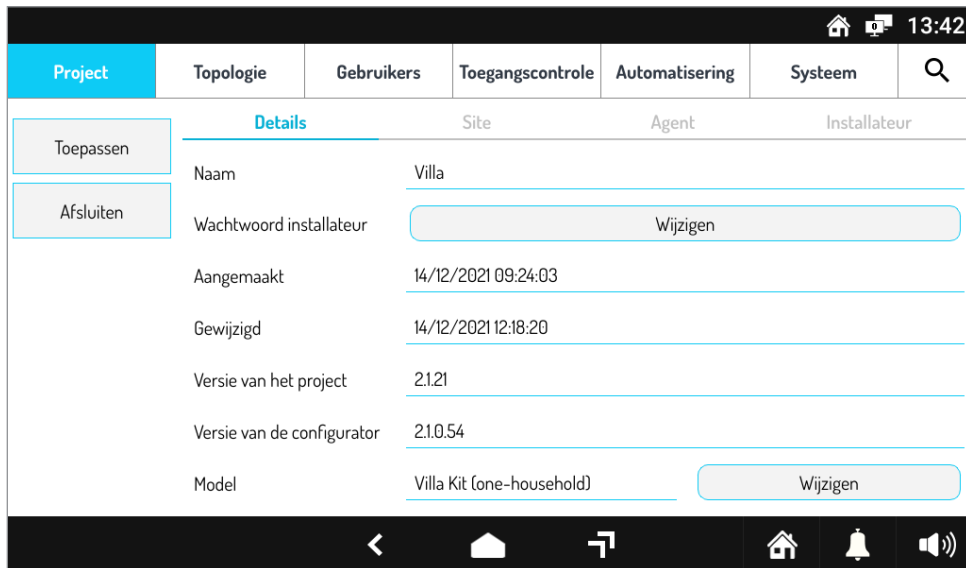 0 13:42
Project Topologie Gebruikers Toegangscontrole Automatisering Systeem
Details Site Agent Installateur
Toepassen
Afsluiten
Naam Villa
Wachtwoord installateur Wijzigen
Aangemaakt 14/12/2021 09:24:03
Gewijzigd 14/12/2021 12:18:20
Versie van het project 2.1.21
Versie van de configurator 2.1.0.54
Model Villa Kit (one-household) Wijzigen